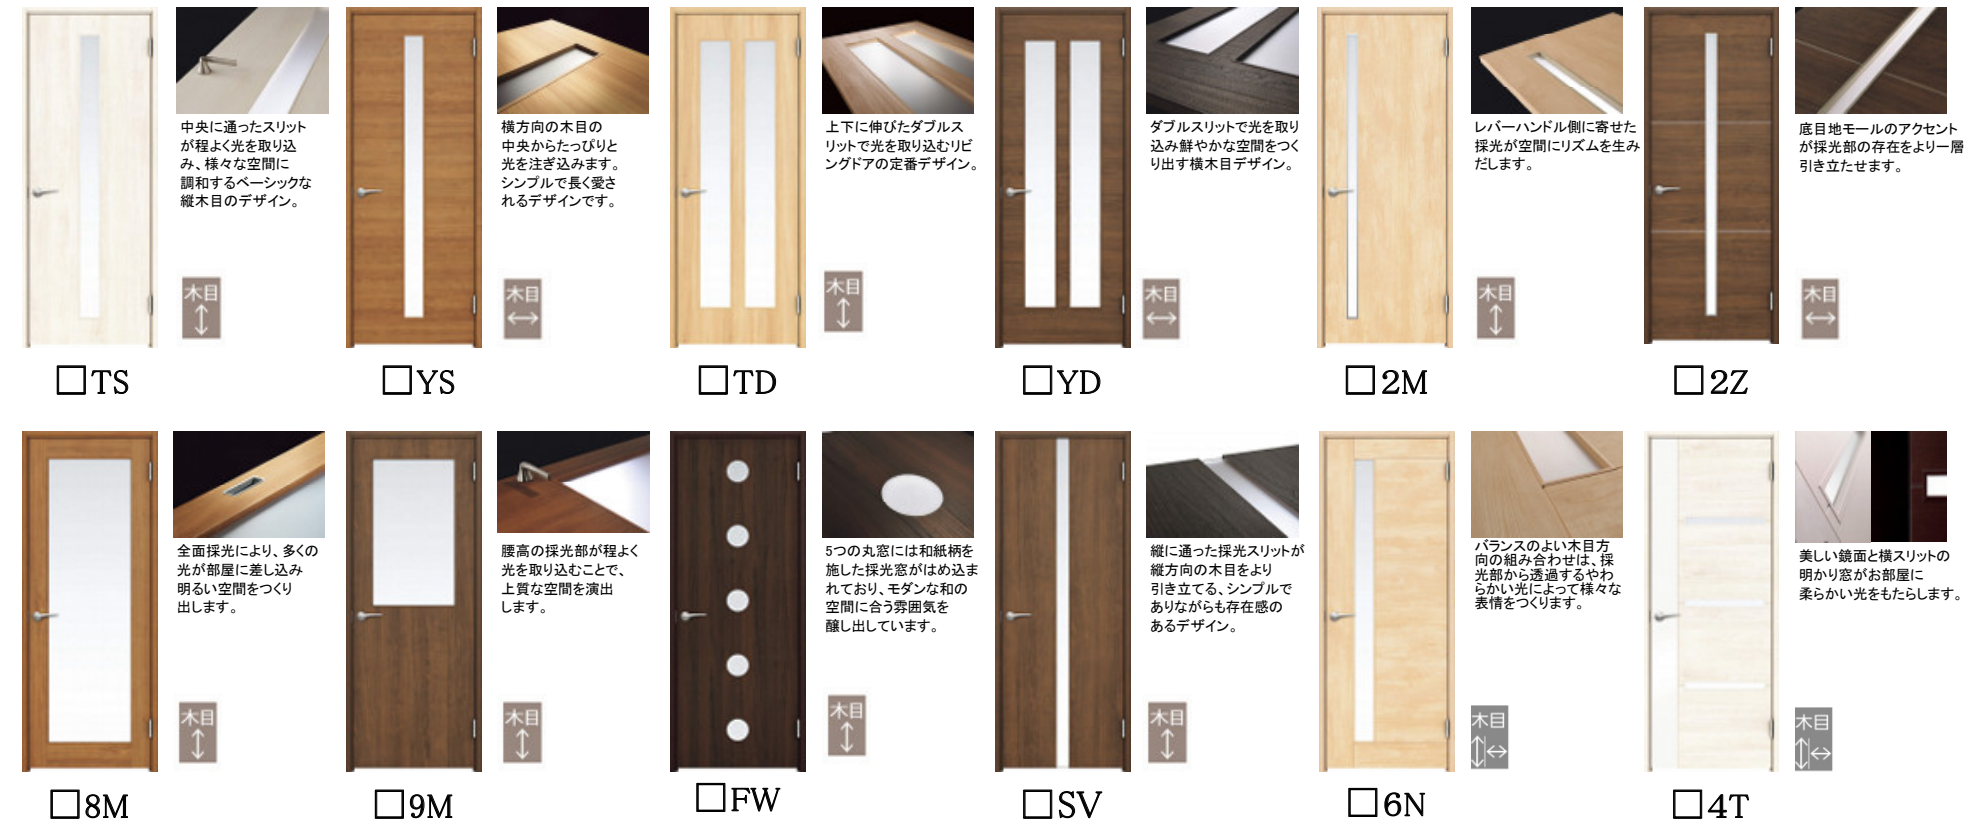 中央に通ったスリット
が程よく光を取り込
み、様々な空間に
調和するベーシックな
縦木目のデザイン。
木目
□TS
横方向の木目の
中央からたっぷりと
光を注ぎ込みます。
シンプルで長く愛さ
れるデザインです。
木目
□YS
上下に伸びたダブルス
リットで光を取り込むリビ
ングドアの定番デザイン。
木目
□TD
ダブルスリットで光を取り
込み鮮やかな空間をつく
り出す横木目デザイン。
木目
□YD
レバーハンドル側に寄せた
採光が空間にリズムを生み
だします。
木目
□2M
底目地モールのアクセント
が採光部の存在をより一層
引き立たせます。
木目
□2Z
全面採光により、多くの
光が部屋に差し込み
明るい空間をつくり
出します。
木目
□8M
腰高の採光部が程よく
光を取り込むことで、
上質な空間を演出
します。
木目
□9M
5つの丸窓には和紙柄を
施した採光窓がはめ込ま
れており、モダンな和の
空間に合う雰囲気を
醸し出しています。
木目
□FW
縦に通った採光スリットが
縦方向の木目をより
引き立てる、シンプルで
ありながらも存在感の
あるデザイン。
木目
□SV
バランスのよい木目方
向の組み合わせは、採
光部から透過するやわ
らかい光によって様々な
表情をつくります。
木目
□6N
美しい鏡面と横スリットの
明かり窓がお部屋に
柔らかい光をもたらします。
木目
□4T